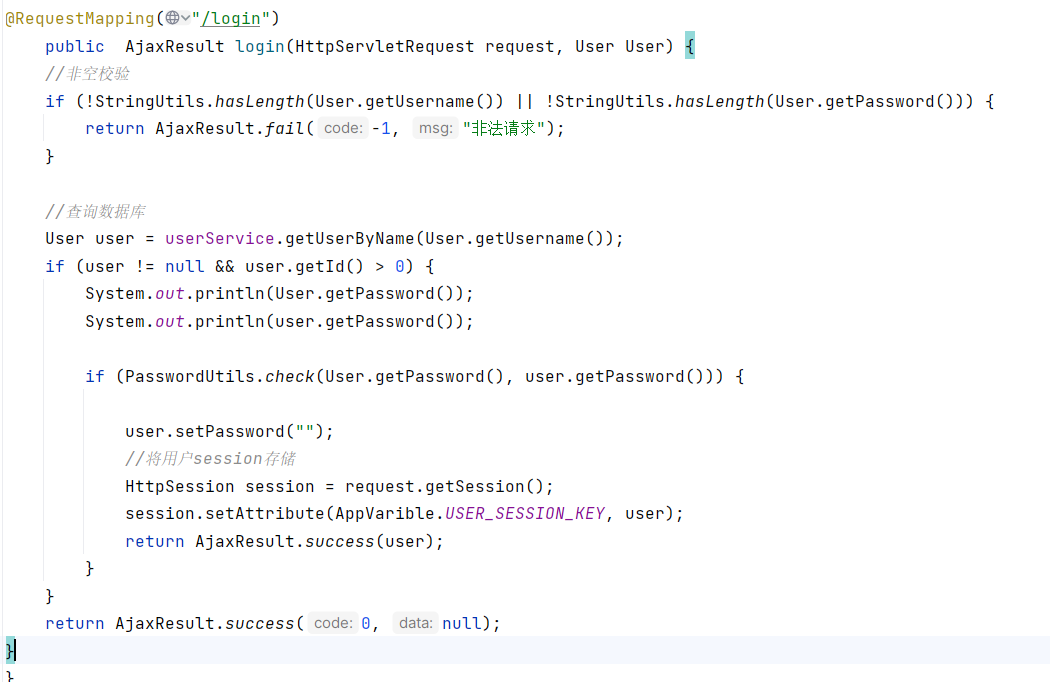 @RequestMapping("/login")
public  AjaxResult login(HttpServletRequest request, User User) {
//非空校验
if (!StringUtils.hasLength(User.getUsername()) || !StringUtils.hasLength(User.getPassword())) {
return AjaxResult.fail( code: -1,  msg: "非法请求");
}
//查询数据库
User user = userService.getUserByName(User.getUsername());
if (user != null && user.getId() > 0) {
System.out.println(User.getPassword());
System.out.println(user.getPassword());
if (PasswordUtils.check(User.getPassword(), user.getPassword())) {
user.setPassword("");
//将用户session存储
HttpSession session = request.getSession();
session.setAttribute(AppVarible.USER_SESSION_KEY, user);
return AjaxResult.success(user);
}
}
return AjaxResult.success( code: 0,  data: null);
}
}